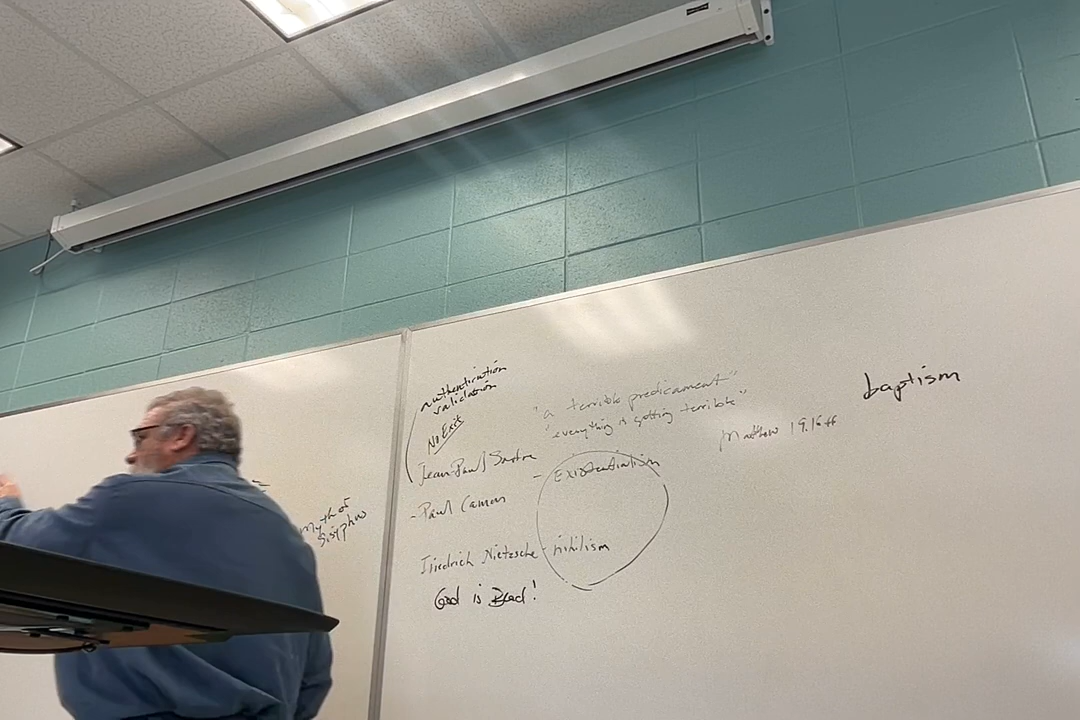 authentication
validation
No Exit
Jean-Paul Sartre
- Existentialism
- Paul Camus
Friedrich Nietzsche - nihilism
God is Dead!
"a terrible predicament"
"everything is getting terrible"
Matthew 19.16 ff
baptism
Myth of
Sisyphus